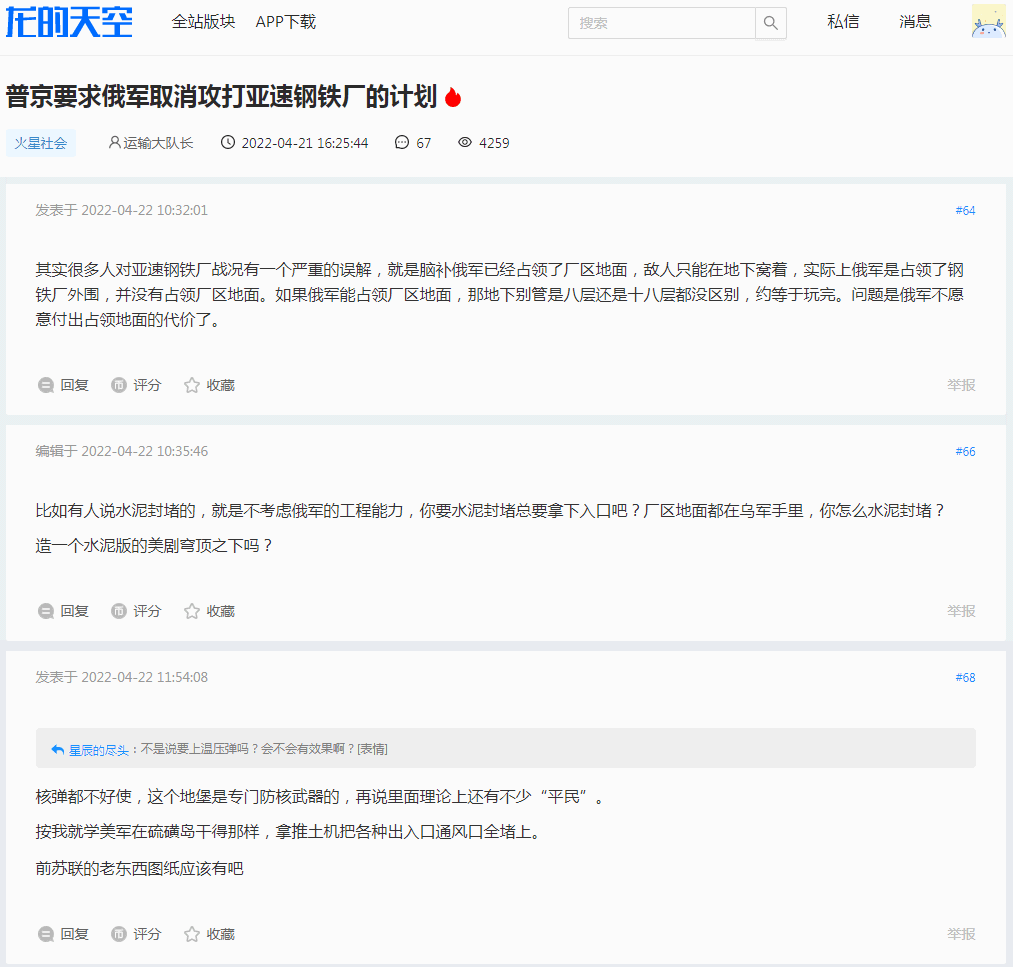 龙的天空 全站版块 APP下载 搜索 私信 消息
普京要求俄军取消攻打亚速钢铁厂的计划
火星社会 运输大队长 2022-04-21 16:25:44 67 4259
发表于 2022-04-22 10:32:01 #64
其实很多人对亚速钢铁厂战况有一个严重的误解，就是脑补俄军已经占领了厂区地面，敌人只能在地下窝着，实际上俄军是占领了钢
铁厂外围，并没有占领厂区地面。如果俄军能占领厂区地面，那地下别管是八层还是十八层都没区别，约等于玩完。问题是俄军不愿
意付出占领地面的代价了。
回复 评分 收藏 举报
编辑于 2022-04-22 10:35:46 #66
比如有人说水泥封堵的，就是不考虑俄军的工程能力，你要水泥封堵总要拿下入口吧？厂区地面都在乌军手里，你怎么水泥封堵？
造一个水泥版的美剧穹顶之下吗？
回复 评分 收藏 举报
发表于 2022-04-22 11:54:08 #68
星辰的尽头：不是说要上温压弹吗？会不会有效果啊？[表情]
核弹都不好使，这个地堡是专门防核武器的，再说里面理论上还有不少“平民”。
按我就学美军在硫磺岛干得那样，拿推土机把各种出入口通风口全堵上。
前苏联的老东西图纸应该有吧
回复 评分 收藏 举报